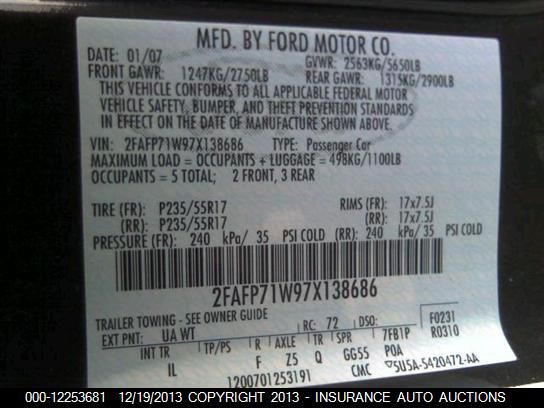 MFD. BY FORD MOTOR CO.
DATE: 01/07 GVWR: 2563KG/5650LB
FRONT GAWR: 1247KG/2750LB REAR GAWR: 1315KG/2900LB
THIS VEHICLE CONFORMS TO ALL APPLICABLE FEDERAL MOTOR
VEHICLE SAFETY, BUMPER, AND THEFT PREVENTION STANDARDS
IN EFFECT ON THE DATE OF MANUFACTURE SHOWN ABOVE.
VIN: 2FAFP71W97X138686 TYPE: Passenger Car
MAXIMUM LOAD = OCCUPANTS + LUGGAGE = 498KG/1100LB
OCCUPANTS = 5 TOTAL; 2 FRONT, 3 REAR
TIRE (FR): P235/55R17 RIMS (FR): 17x7.5J
(RR): P235/55R17 (RR): 17x7.5J
PRESSURE (FR): 240 kPa/ 35 PSI COLD (RR): 240 kPa/ 35 PSI COLD
2FAFP71W97X138686
TRAILER TOWING - SEE OWNER GUIDE
EXT PNT: UA WT RC: 72 DSO: F0231
INT TR TP/PS R AXLE TR SPR 7FB1P R0310
IL F Z5 Q GG55 PQA
1200701253191 CMC 5U5A-5420472-AA
000-12253681 12/19/2013 COPYRIGHT 2013 - INSURANCE AUTO AUCTIONS